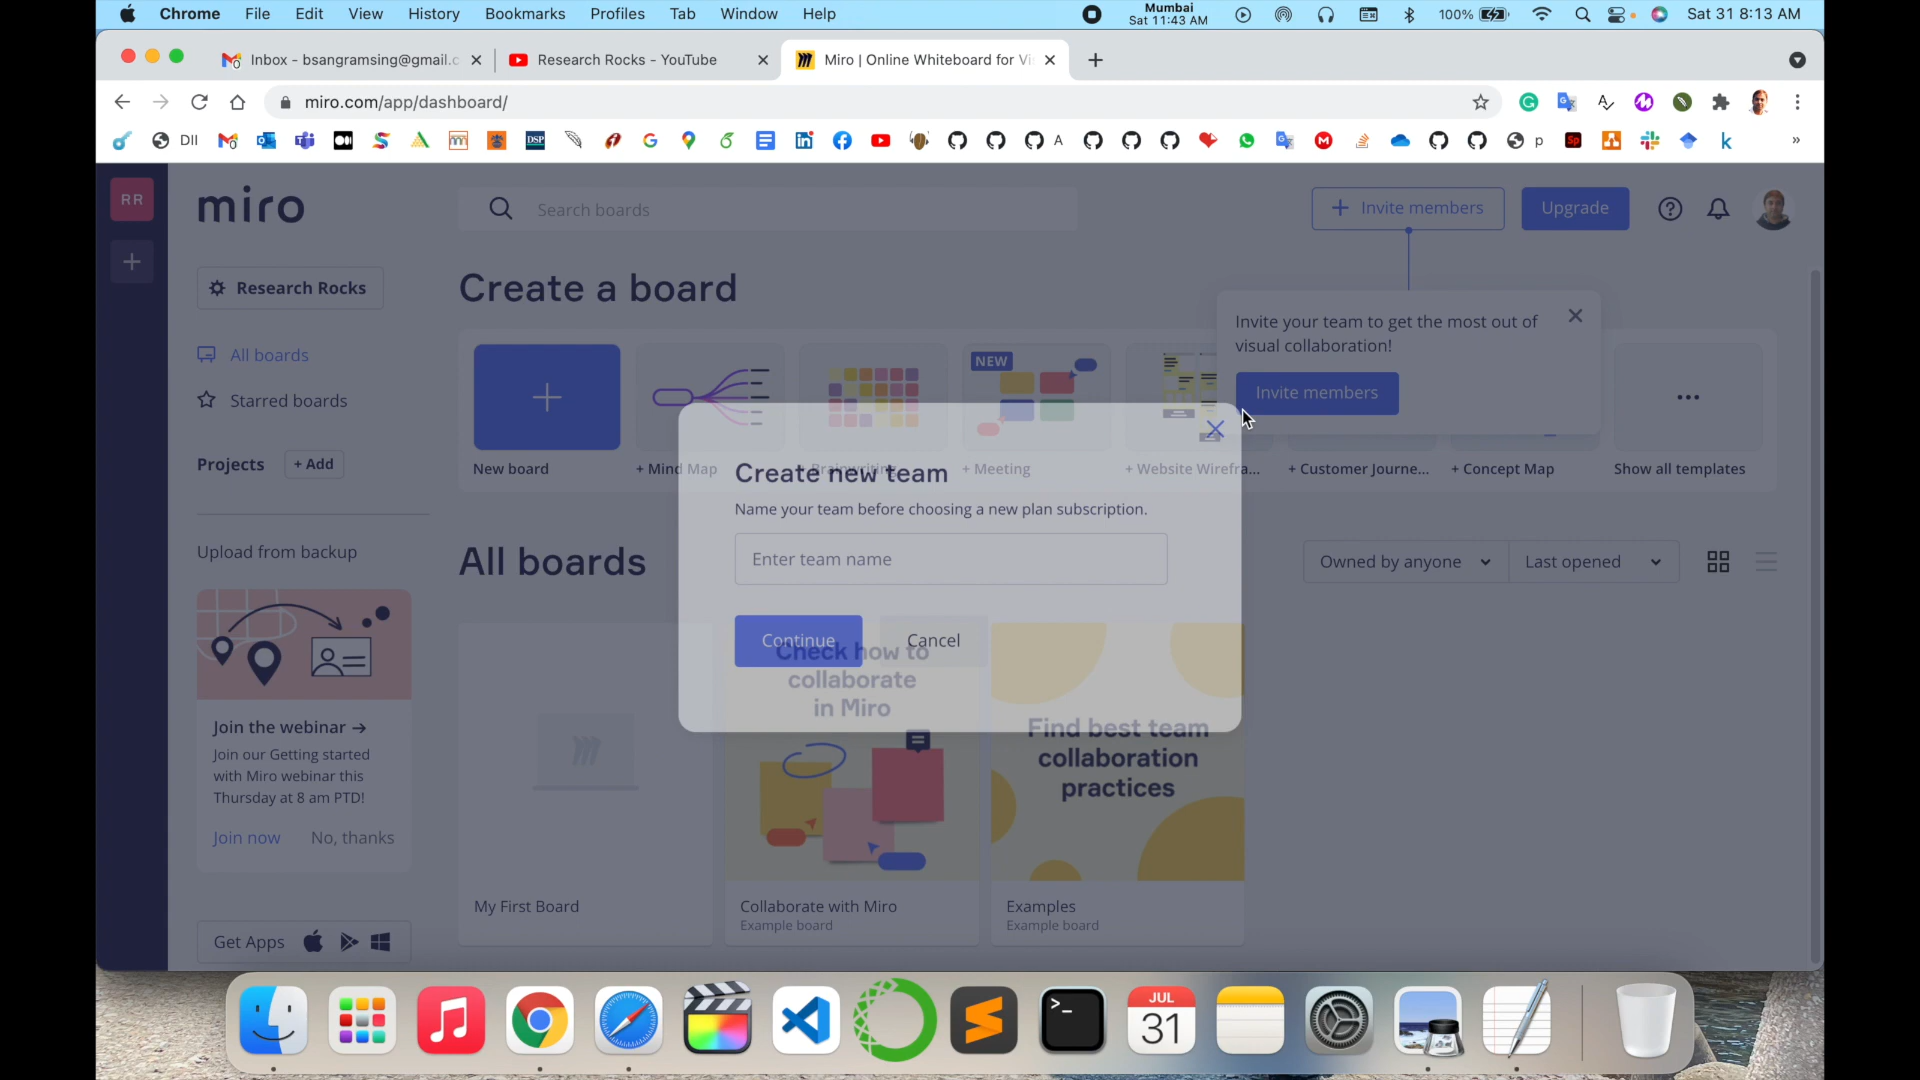 Chrome File Edit View History Bookmarks Profiles Tab Window Help
Mumbai
Sat 11:43 AM
100%
Sat 31 8:13 AM
Inbox - bsangramsing@gmail.c
Research Rocks - YouTube
Miro | Online Whiteboard for Vi
miro.com/app/dashboard/
DII
DSP
A
p
Sp
k
»
RR
miro
Search boards
+ Invite members
Upgrade
Research Rocks
Create a board
Invite your team to get the most out of
visual collaboration!
Invite members
All boards
Starred boards
NEW
Projects
+ Add
New board
+ Mind Map
+ Brainwriting
+ Meeting
+ Website Wirefra...
+ Customer Journe...
+ Concept Map
Show all templates
Create new team
Name your team before choosing a new plan subscription.
Enter team name
Continue
Cancel
Upload from backup
All boards
Owned by anyone
Last opened
Check how to
collaborate
in Miro
Find best team
collaboration
practices
Join the webinar →
Join our Getting started
with Miro webinar this
Thursday at 8 am PTD!
Join now
No, thanks
My First Board
Collaborate with Miro
Example board
Examples
Example board
Get Apps
JUL
31